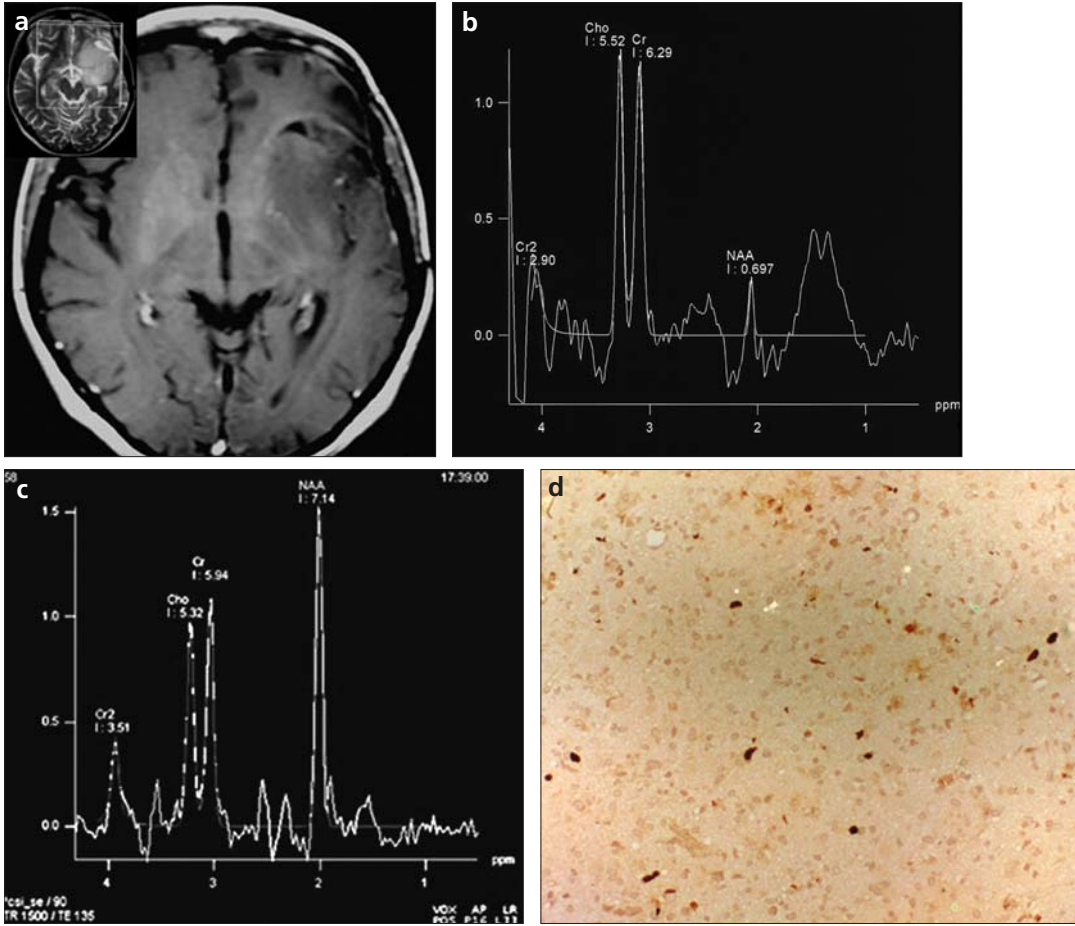 a
b
Cho
I : 5.52
Cr
I : 6.29
1.0
0.5
Cr2
I : 2.90
NAA
I : 0.697
0.0
ppm
4 3 2 1
c
58
17:39:00
NAA
I : 7.14
1.5
Cr
I : 5.94
Cho
I : 5.32
1.0
Cr2
I : 3.51
0.5
0.0
ppm
4 3 2 1
*csi_se / 90
TR 1500 / TE 135
VOX AP LR
POS
d